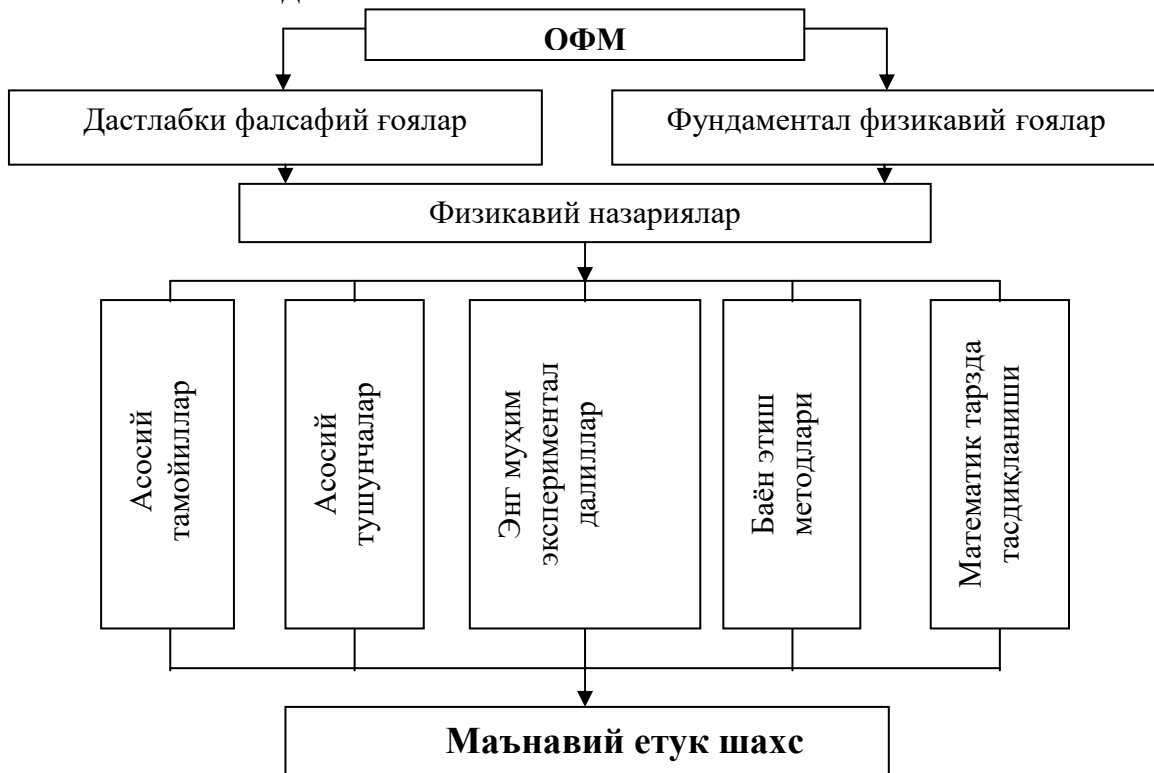 ОФМ
Дастлабки фалсафий ғоялар
Фундаментал физикавий ғоялар
Физикавий назариялар
Асосий
тамойиллар
Асосий
тушунчалар
Энг муҳим
экспериментал
далиллар
Баён этиш
методлари
Математик тарзда
тасдиқланиши
Маънавий етук шахс